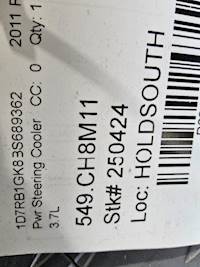 2011 R
1D7RB1GK8BS689362
Pwr Steering Cooler CC: 0 Qty: 1
3.7L
549.CH8M11
Stk# 250424
Loc: HOLDSOUTH